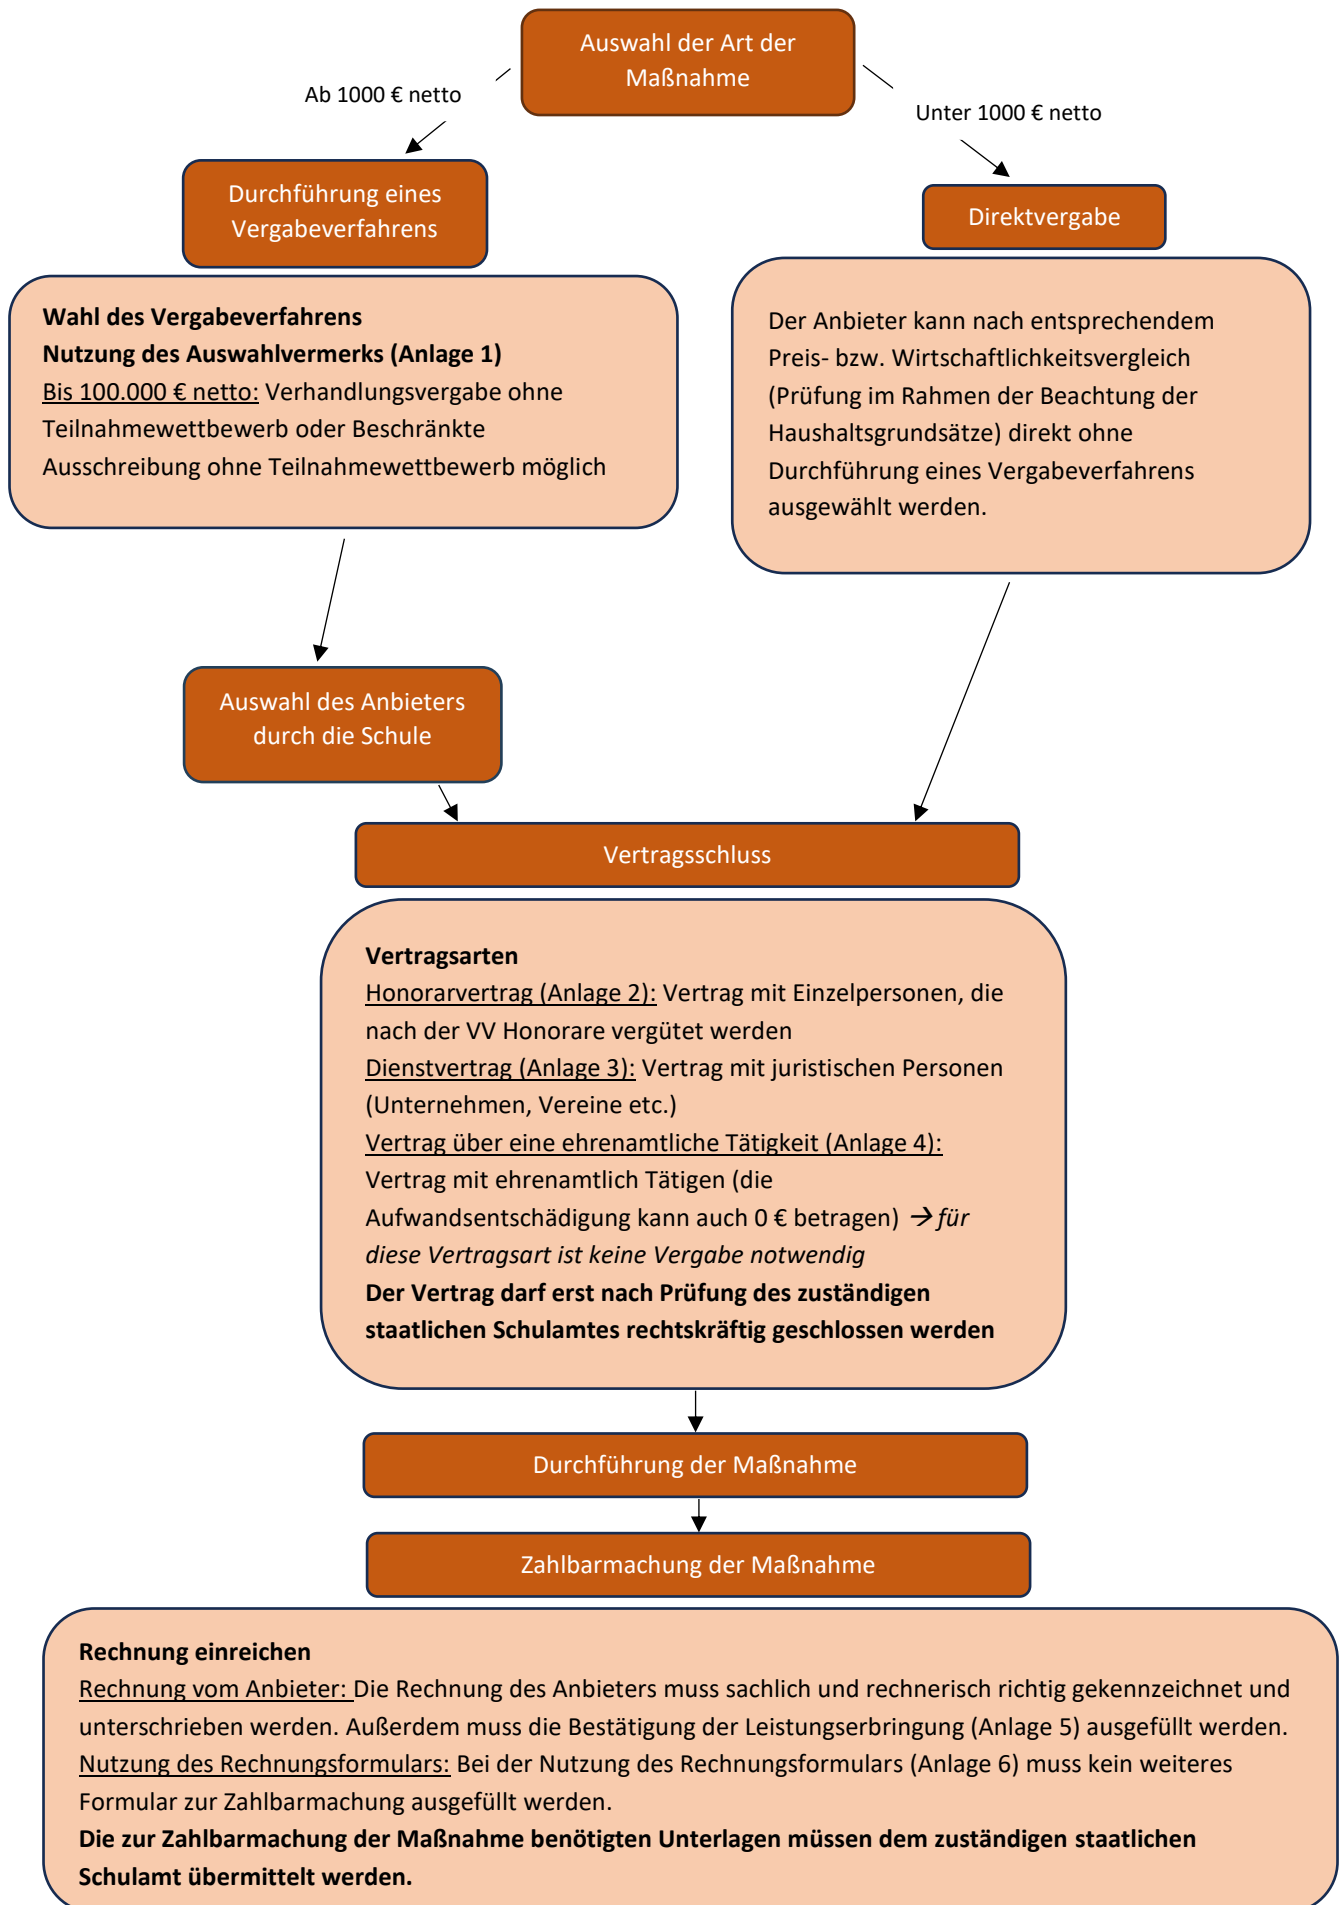 Auswahl der Art der
Maßnahme
Ab 1000 € netto
Unter 1000 € netto
Durchführung eines
Vergabeverfahrens
Direktvergabe
Wahl des Vergabeverfahrens
Nutzung des Auswahlvermerks (Anlage 1)
Bis 100.000 € netto: Verhandlungsvergabe ohne
Teilnahmewettbewerb oder Beschränkte
Ausschreibung ohne Teilnahmewettbewerb möglich
Der Anbieter kann nach entsprechendem
Preis- bzw. Wirtschaftlichkeitsvergleich
(Prüfung im Rahmen der Beachtung der
Haushaltsgrundsätze) direkt ohne
Durchführung eines Vergabeverfahrens
ausgewählt werden.
Auswahl des Anbieters
durch die Schule
Vertragsschluss
Vertragsarten
Honorarvertrag (Anlage 2): Vertrag mit Einzelpersonen, die
nach der VV Honorare vergütet werden
Dienstvertrag (Anlage 3): Vertrag mit juristischen Personen
(Unternehmen, Vereine etc.)
Vertrag über eine ehrenamtliche Tätigkeit (Anlage 4):
Vertrag mit ehrenamtlich Tätigen (die
Aufwandsentschädigung kann auch 0 € betragen) → für
diese Vertragsart ist keine Vergabe notwendig
Der Vertrag darf erst nach Prüfung des zuständigen
staatlichen Schulamtes rechtskräftig geschlossen werden
Durchführung der Maßnahme
Zahlbarmachung der Maßnahme
Rechnung einreichen
Rechnung vom Anbieter: Die Rechnung des Anbieters muss sachlich und rechnerisch richtig gekennzeichnet und
unterschrieben werden. Außerdem muss die Bestätigung der Leistungserbringung (Anlage 5) ausgefüllt werden.
Nutzung des Rechnungsformulars: Bei der Nutzung des Rechnungsformulars (Anlage 6) muss kein weiteres
Formular zur Zahlbarmachung ausgefüllt werden.
Die zur Zahlbarmachung der Maßnahme benötigten Unterlagen müssen dem zuständigen staatlichen
Schulamt übermittelt werden.